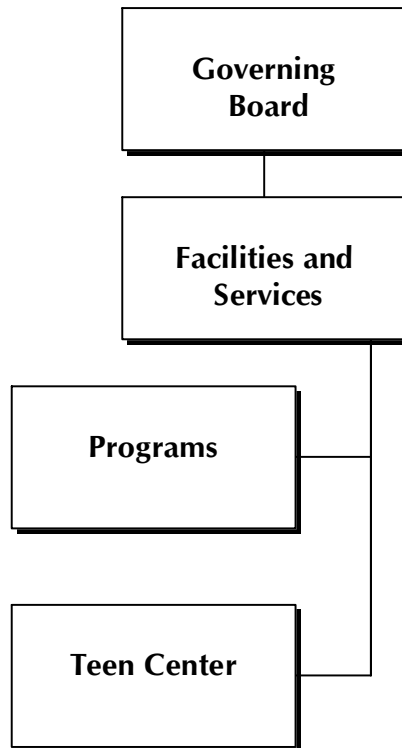 Governing
Board
Facilities and
Services
Programs
Teen Center